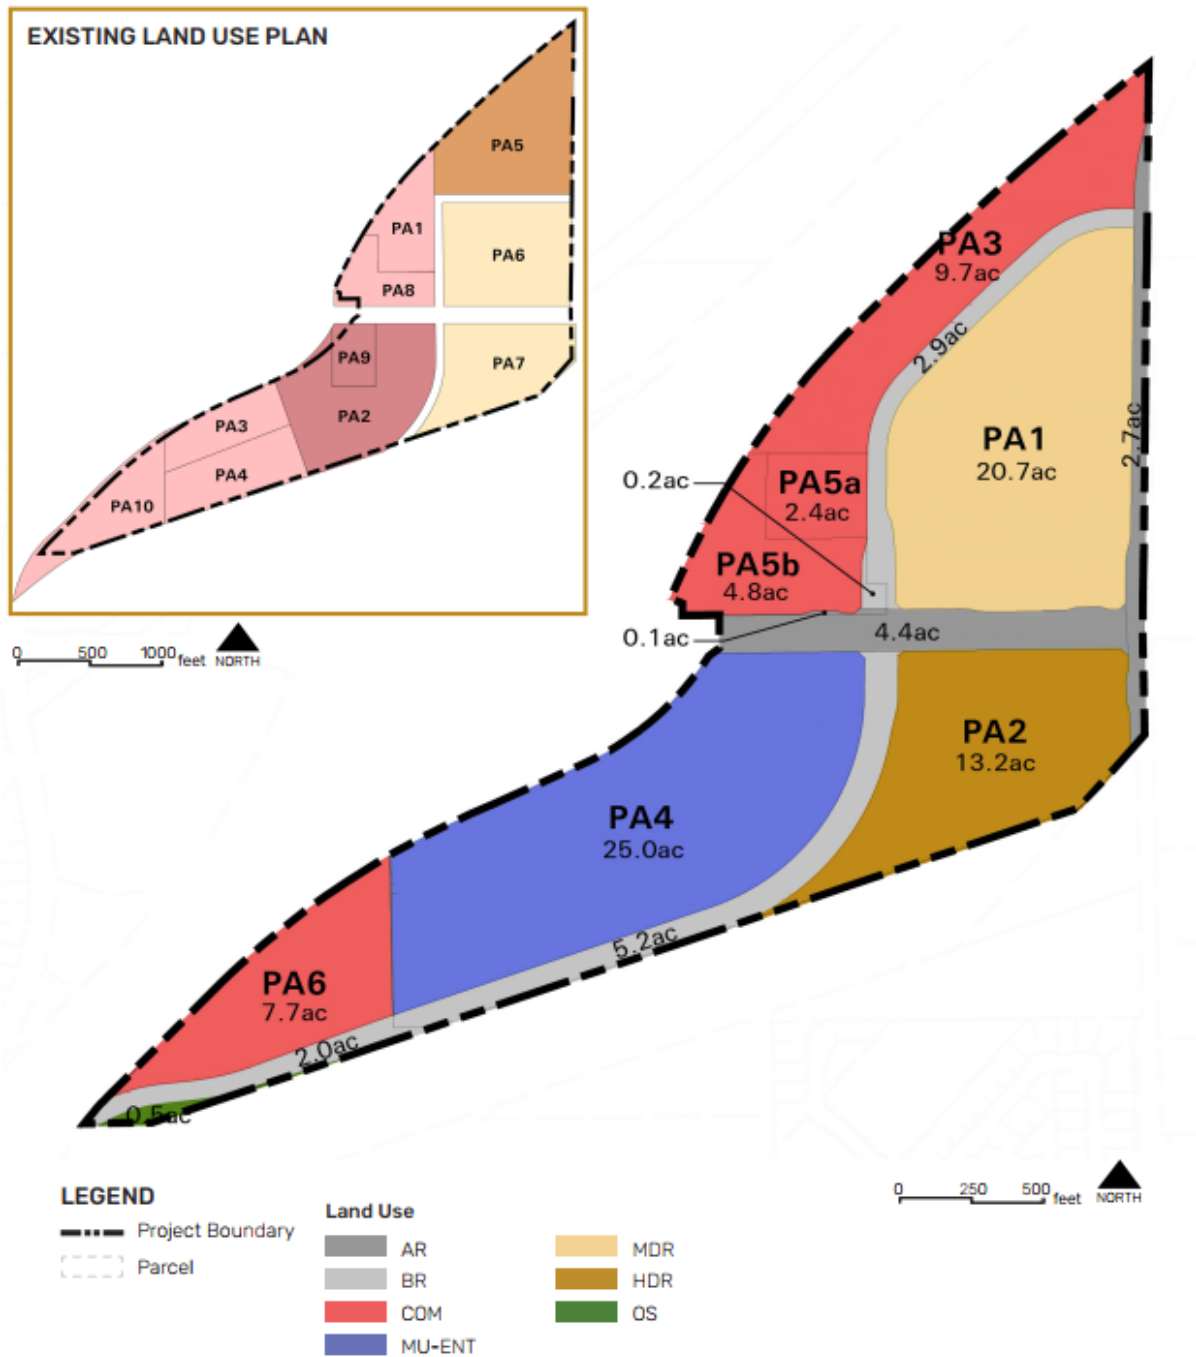 EXISTING LAND USE PLAN
PA5
PA1
PA6
PA8
PA9
PA7
PA2
PA3
PA4
PA10
0 500 1000 feet
NORTH
PA3
9.7ac
2.9ac
PA1
20.7ac
2.7ac
0.2ac
PA5a
2.4ac
PA5b
4.8ac
0.1ac
4.4ac
PA2
13.2ac
PA4
25.0ac
5.2ac
PA6
7.7ac
2.0ac
0.5ac
0 250 500 feet
NORTH
LEGEND
Project Boundary
Parcel
Land Use
AR
BR
COM
MU-ENT
MDR
HDR
OS